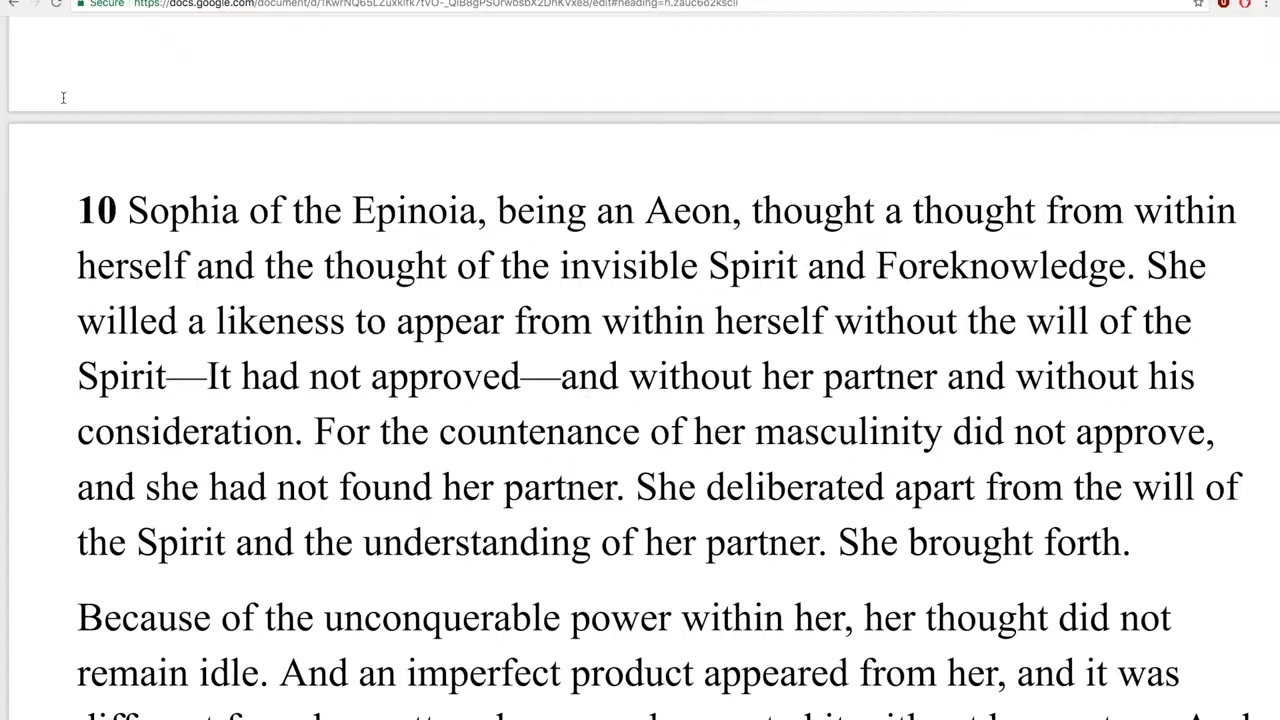 Secure
10 Sophia of the Epinoia, being an Aeon, thought a thought from within
herself and the thought of the invisible Spirit and Foreknowledge. She
willed a likeness to appear from within herself without the will of the
Spirit—It had not approved—and without her partner and without his
consideration. For the countenance of her masculinity did not approve,
and she had not found her partner. She deliberated apart from the will of
the Spirit and the understanding of her partner. She brought forth.
Because of the unconquerable power within her, her thought did not
remain idle. And an imperfect product appeared from her, and it was